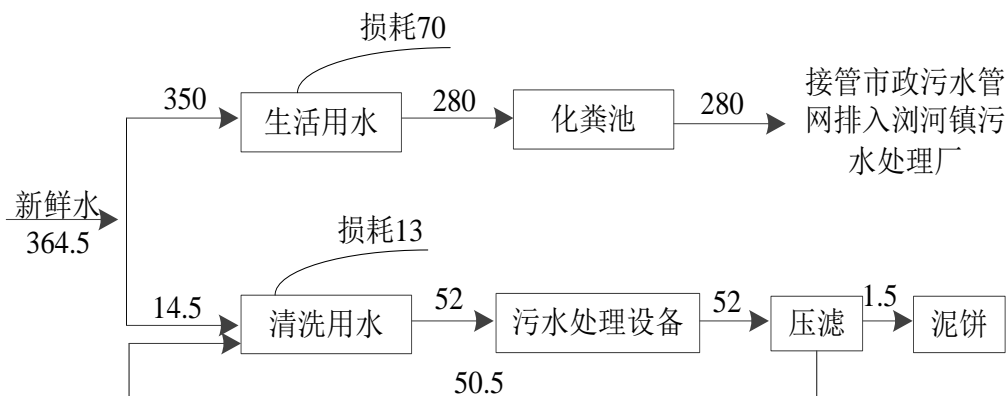 损耗70
350
生活用水
280
化粪池
280
接管市政污水管
网排入浏河镇污
水处理厂
新鲜水
364.5
损耗13
14.5
清洗用水
52
污水处理设备
52
压滤
1.5
泥饼
50.5